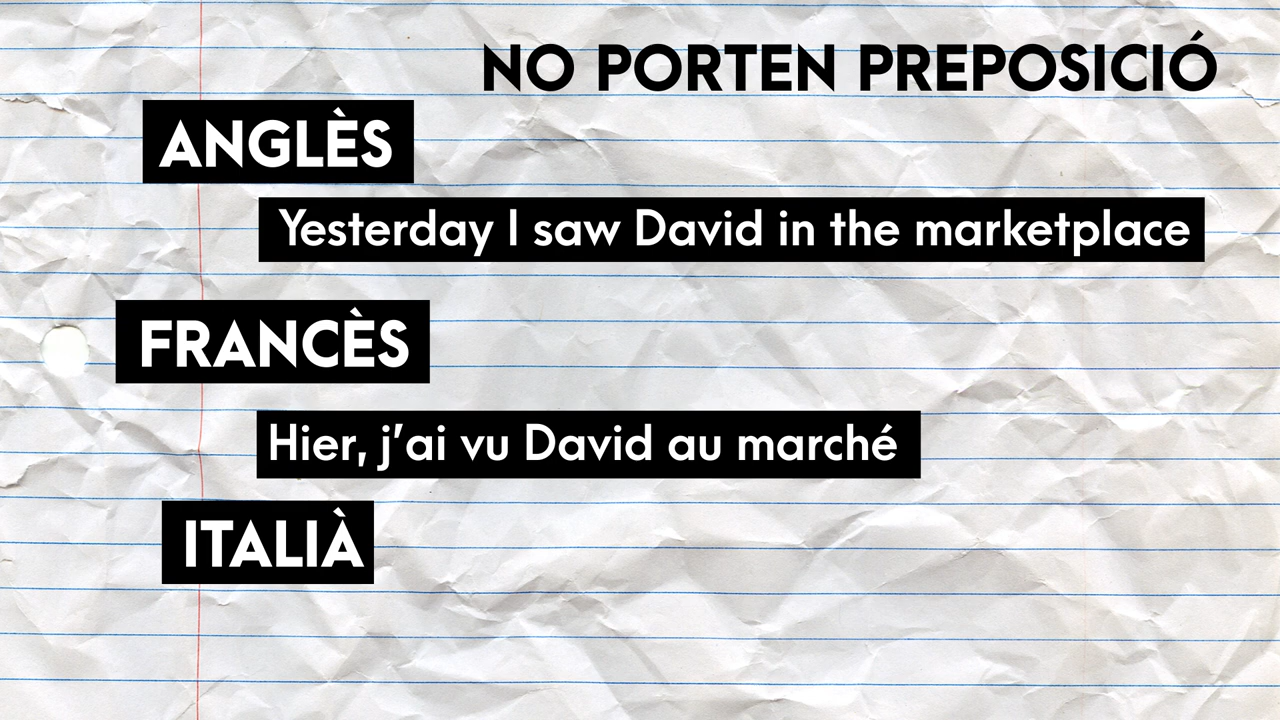 NO PORTEN PREPOSICIÓ
ANGLÈS
Yesterday I saw David in the marketplace
FRANCÈS
Hier, j’ai vu David au marché
ITALIÀ